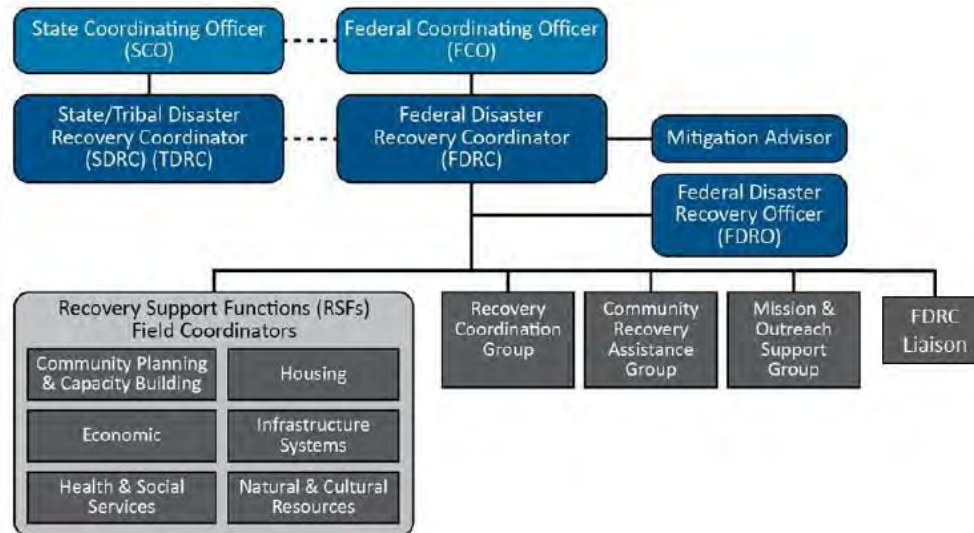 State Coordinating Officer
(SCO)
Federal Coordinating Officer
(FCO)
State/Tribal Disaster
Recovery Coordinator
(SDRC) (TDRC)
Federal Disaster
Recovery Coordinator
(FDRC)
Mitigation Advisor
Federal Disaster
Recovery Officer
(FDRO)
Recovery Support Functions (RSFs)
Field Coordinators
Community Planning
& Capacity Building
Housing
Economic
Infrastructure
Systems
Health & Social
Services
Natural & Cultural
Resources
Recovery
Coordination
Group
Community
Recovery
Assistance
Group
Mission &
Outreach
Support
Group
FDRC
Liaison